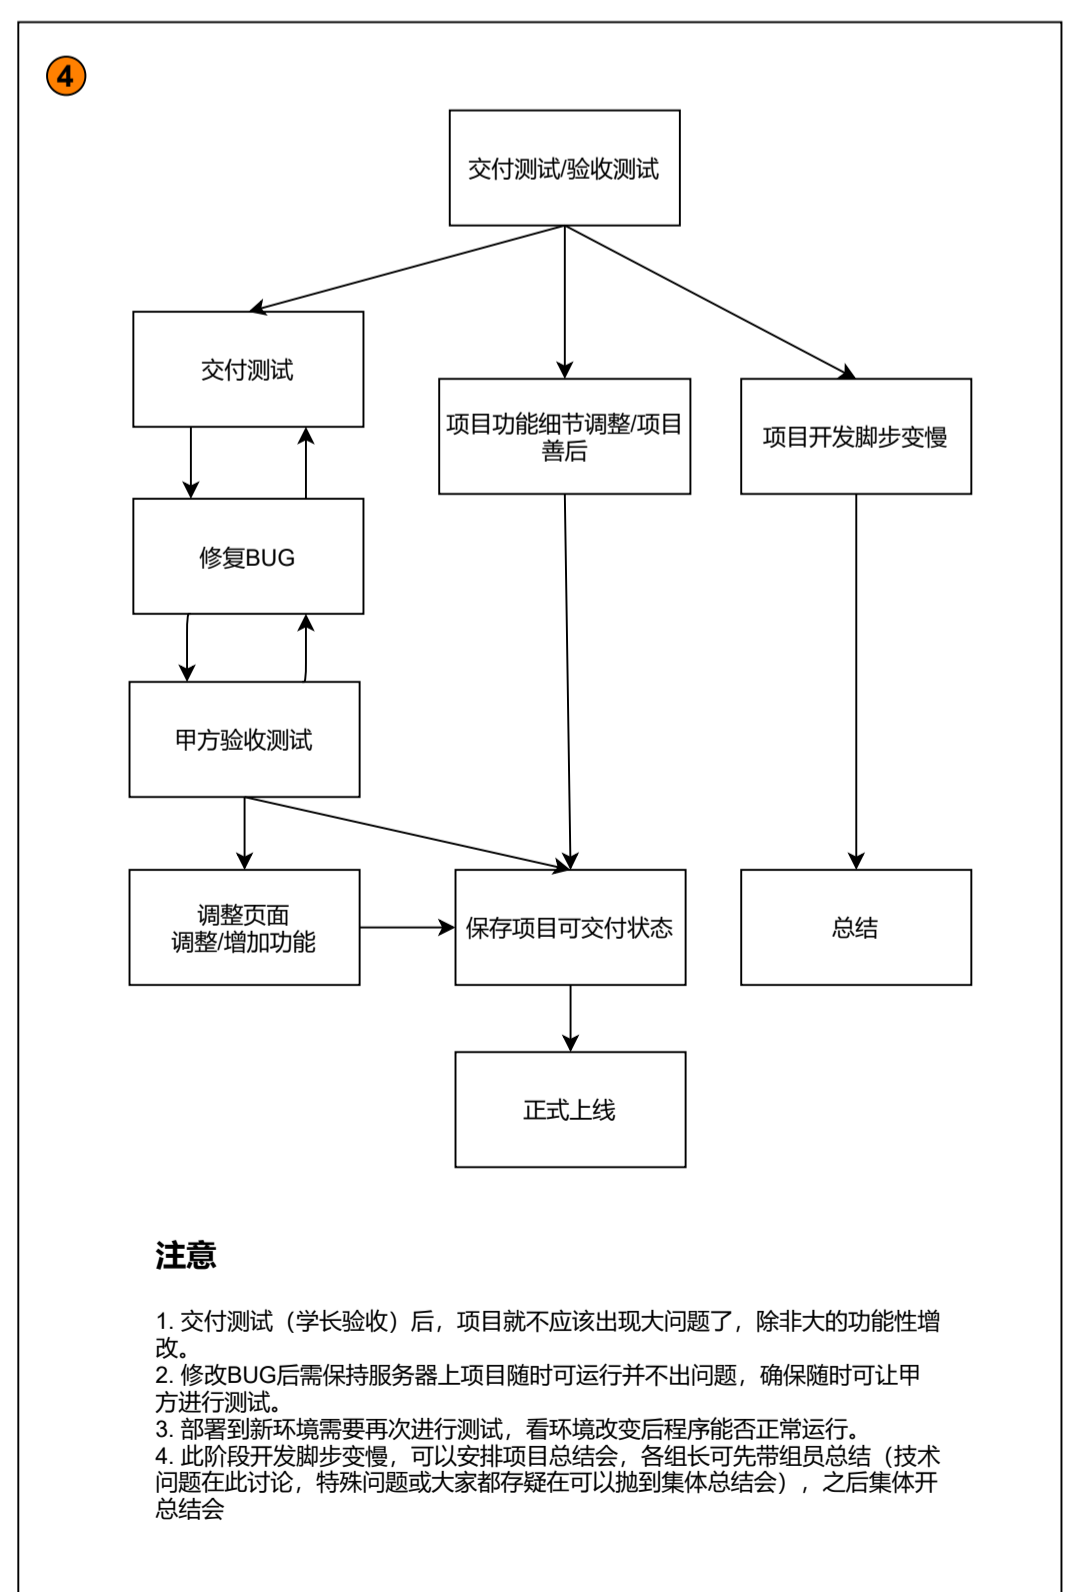 4
交付测试/验收测试
交付测试
项目功能细节调整/项目
善后
项目开发脚步变慢
修复BUG
甲方验收测试
调整页面
调整/增加功能
保存项目可交付状态
总结
正式上线
注意
1. 交付测试（学长验收）后，项目就不应该出现大问题了，除非大的功能性增
改。
2. 修改BUG后需保持服务器上项目随时可运行并不出问题，确保随时可让甲
方进行测试。
3. 部署到新环境需要再次进行测试，看环境改变后程序能否正常运行。
4. 此阶段开发脚步变慢，可以安排项目总结会，各组长可先带组员总结（技术
问题在此讨论，特殊问题或大家都存疑在可以抛到集体总结会），之后集体开
总结会